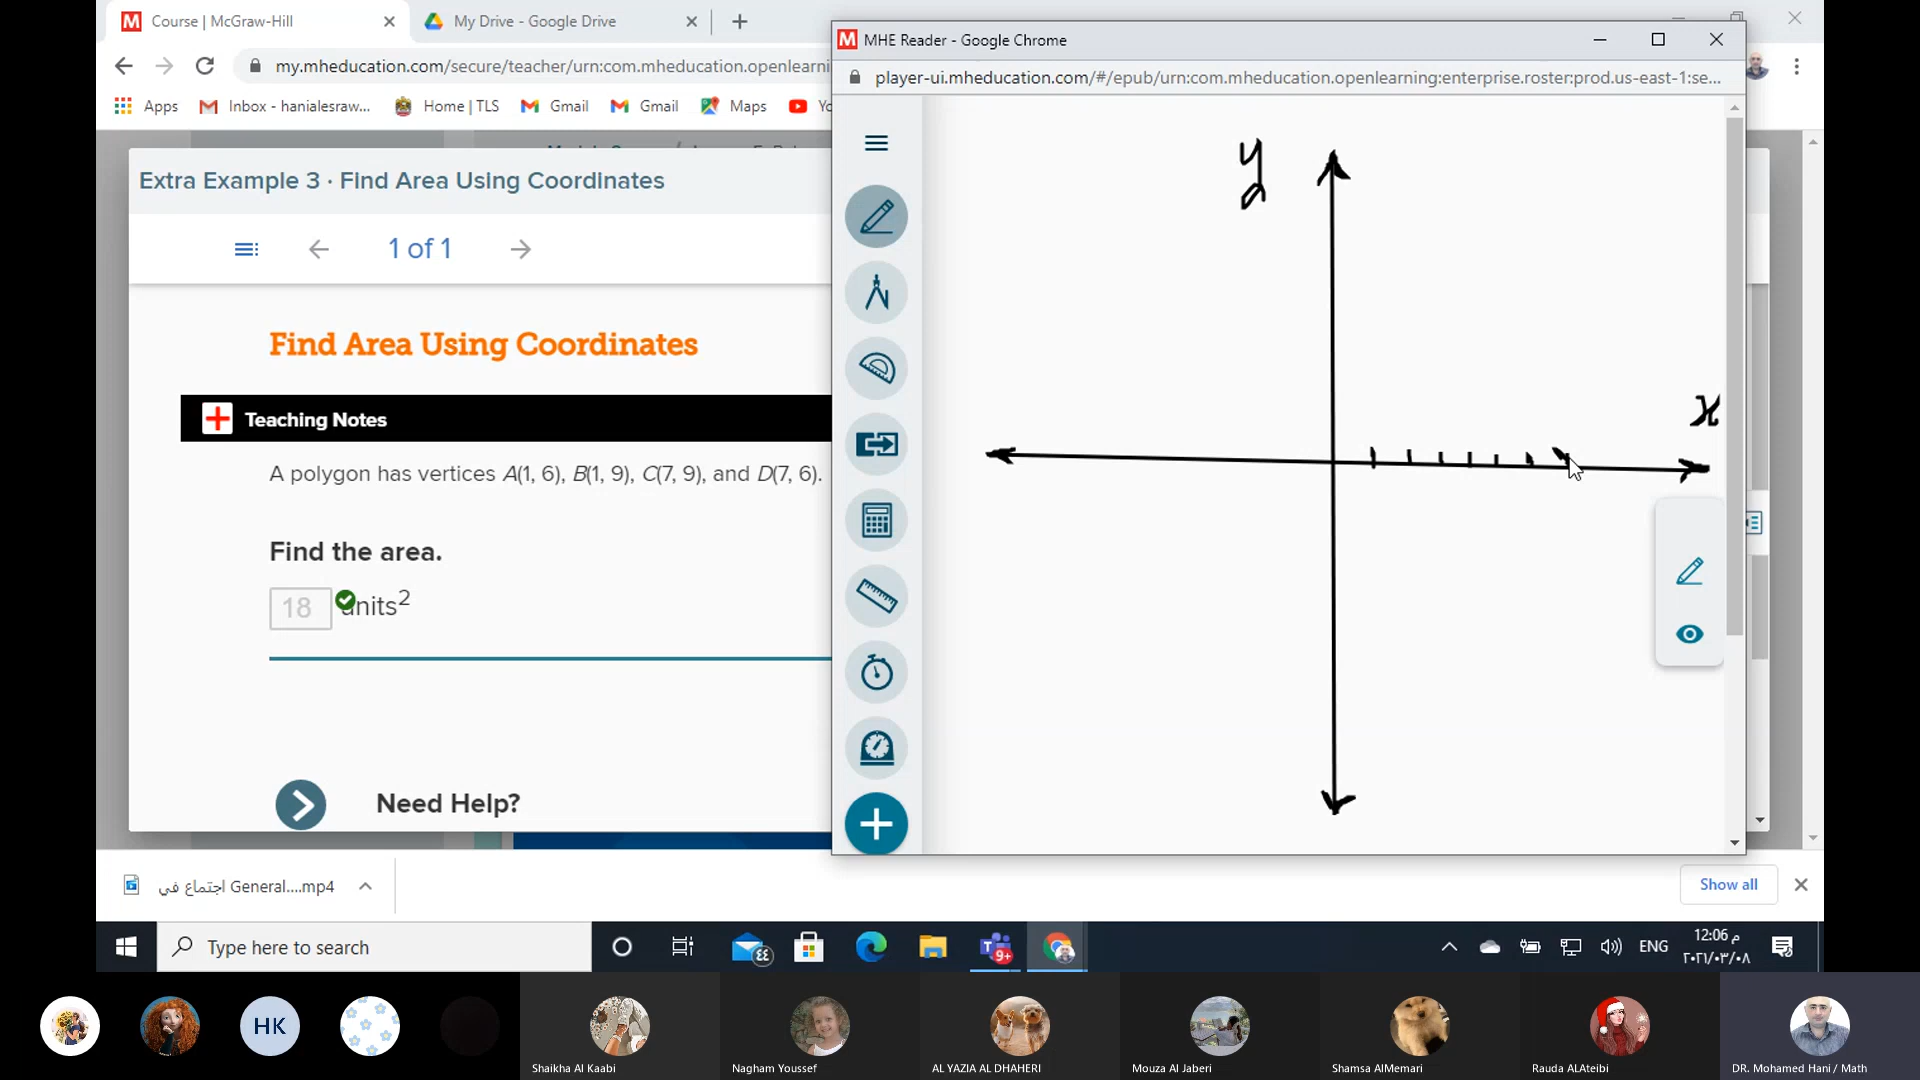 Course | McGraw-Hill
My Drive - Google Drive
my.mheducation.com/secure/teacher/urn:com.mheducation.openlearni
Apps
Inbox - hanialesraw...
Home | TLS
Gmail
Gmail
Maps
MHE Reader - Google Chrome
player-ui.mheducation.com/#/epub/urn:com.mheducation.openlearning:enterprise.roster:prod.us-east-1:se...
Extra Example 3 · Find Area Using Coordinates
1 of 1
Find Area Using Coordinates
Teaching Notes
A polygon has vertices A(1, 6), B(1, 9), C(7, 9), and D(7, 6).
Find the area.
18 units²
Need Help?
y
x
اجتماع في General....mp4
Show all
Type here to search
٤٤
9+
ENG
12:06 م
٢٠٢١/٠٣/٠٨
HK
Shaikha Al Kaabi
Nagham Youssef
AL YAZIA AL DHAHERI
Mouza Al Jaberi
Shamsa AlMemari
Rauda ALAteibi
DR. Mohamed Hani / Math